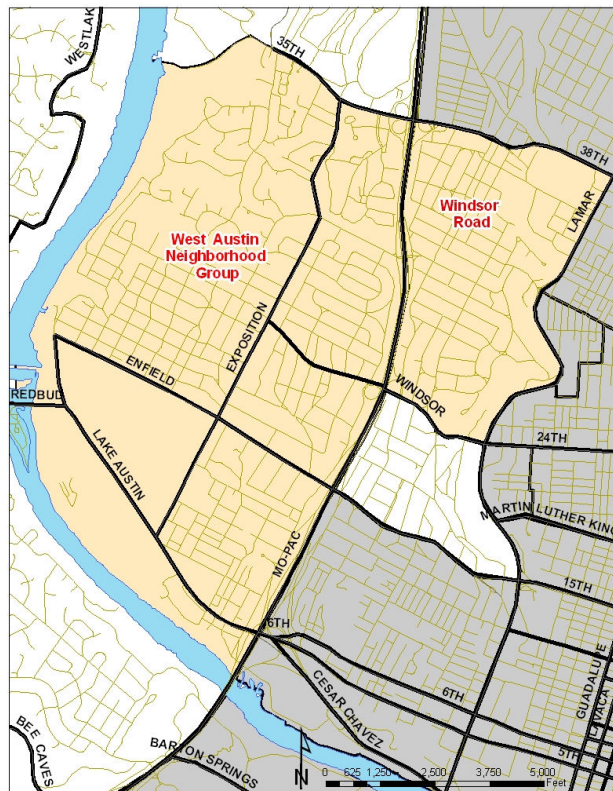 WESTLAK
35TH
38TH
LAMAR
Windsor
Road
West Austin
Neighborhood
Group
EXPOSITION
ENFIELD
WINDSOR
REDBUD
24TH
LAKE AUSTIN
MARTIN LUTHER KING
MO-PAC
15TH
6TH
GUADALUPE
LAVACA
CESAR CHAVEZ
6TH
5TH
BEE CAVES
BARTON SPRINGS
N
0 625 1,250 2,500 3,750 5,000
Feet